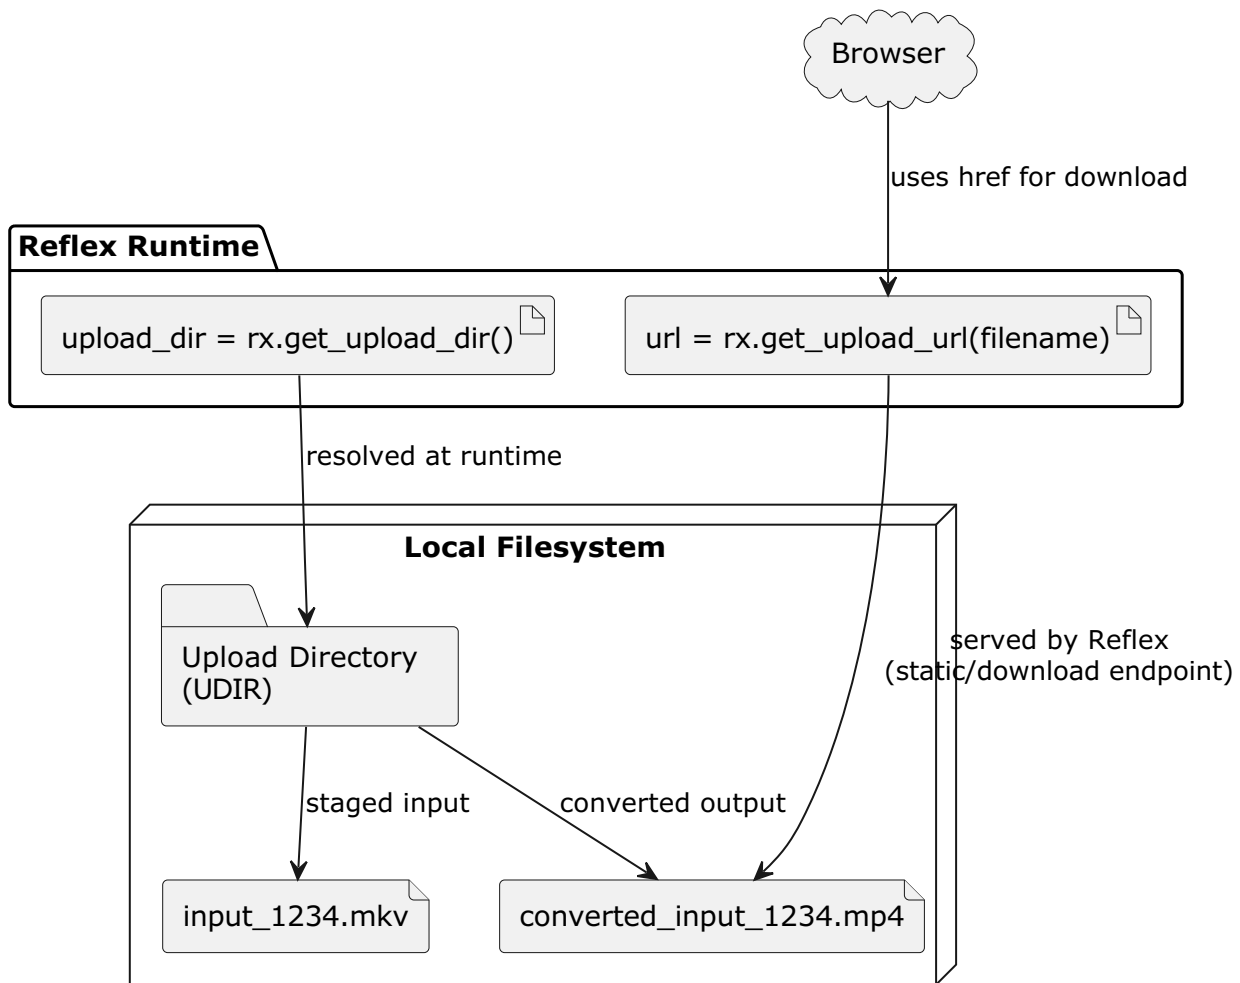 Browser
uses href for download
Reflex Runtime
upload_dir = rx.get_upload_dir()
url = rx.get_upload_url(filename)
resolved at runtime
Local Filesystem
served by Reflex
(static/download endpoint)
Upload Directory
(UDIR)
staged input
converted output
input_1234.mkv
converted_input_1234.mp4